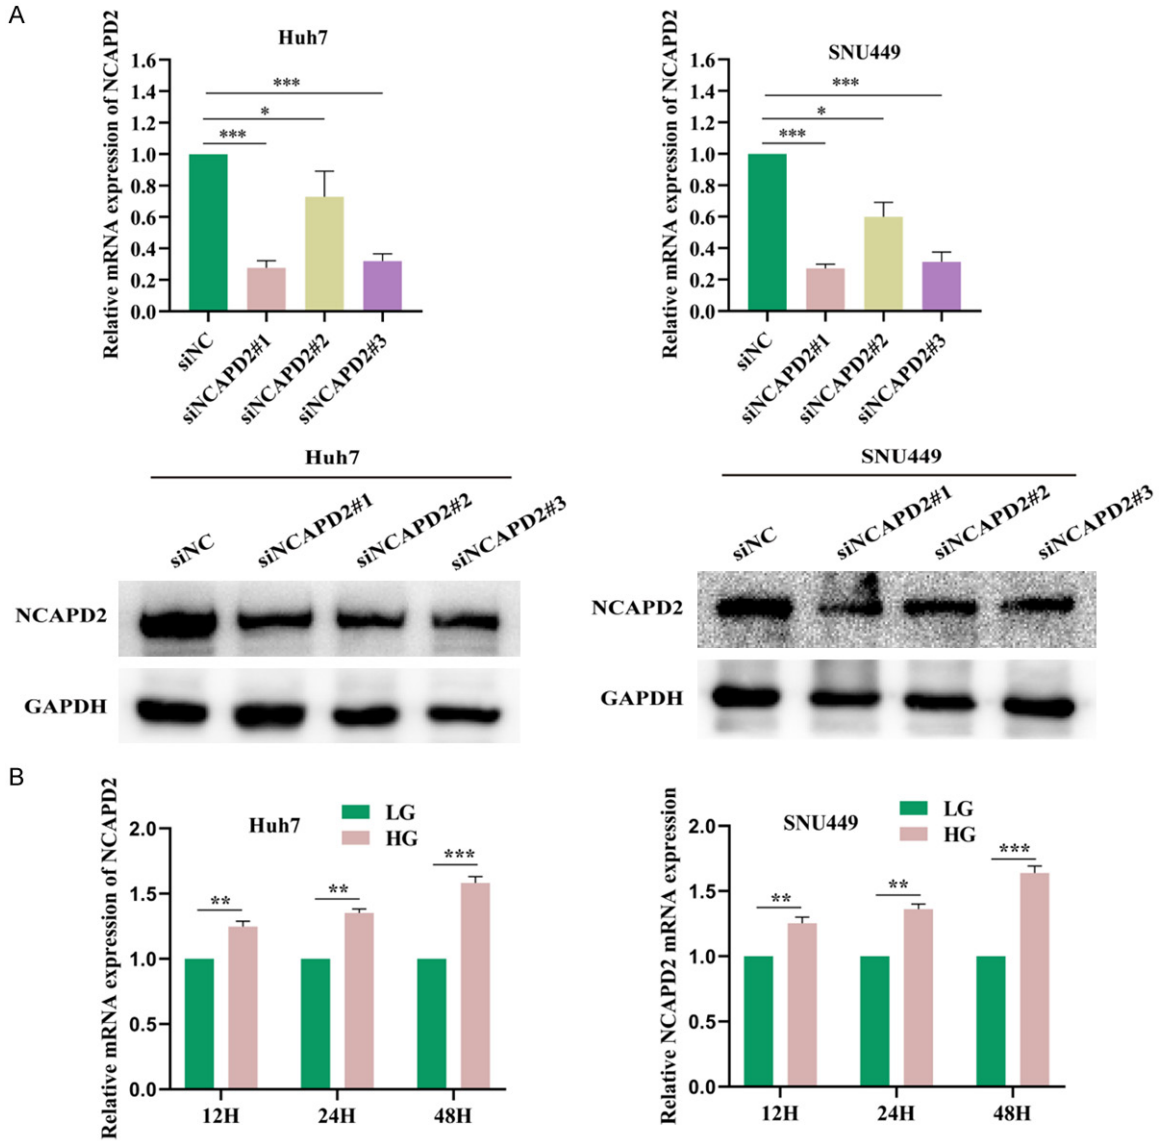 A
Huh7
Relative mRNA expression of NCAPD2
1.6
1.4
1.2
1.0
0.8
0.6
0.4
0.2
0.0
***
*
***
siNC
siNCAPD2#1
siNCAPD2#2
siNCAPD2#3
SNU449
Relative mRNA expression of NCAPD2
1.6
1.4
1.2
1.0
0.8
0.6
0.4
0.2
0.0
***
*
***
siNC
siNCAPD2#1
siNCAPD2#2
siNCAPD2#3
Huh7
siNC
siNCAPD2#1
siNCAPD2#2
siNCAPD2#3
NCAPD2
GAPDH
SNU449
siNC
siNCAPD2#1
siNCAPD2#2
siNCAPD2#3
NCAPD2
GAPDH
B
Huh7
LG
HG
Relative mRNA expression of NCAPD2
2.0
1.5
1.0
0.5
0.0
**
**
***
12H
24H
48H
SNU449
LG
HG
Relative NCAPD2 mRNA expression
2.0
1.5
1.0
0.5
0.0
**
**
***
12H
24H
48H